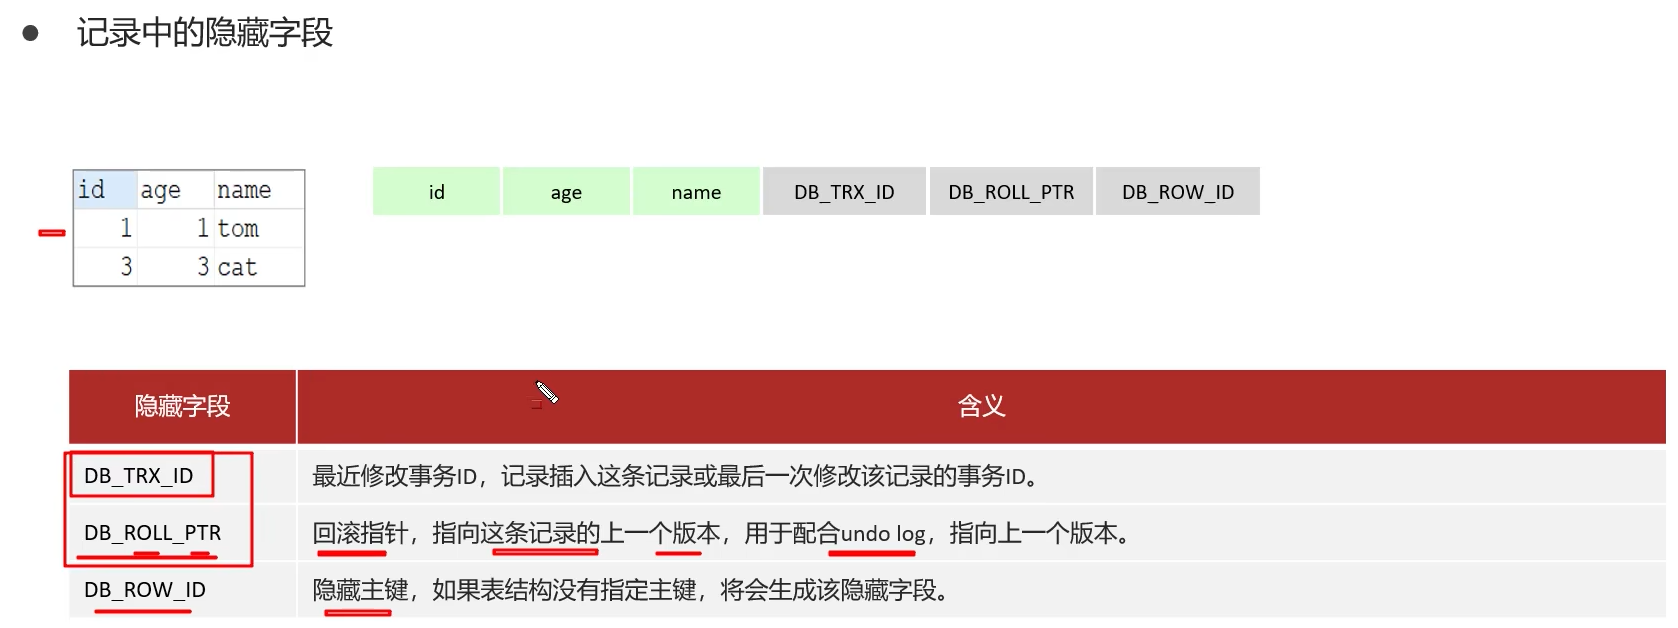 记录中的隐藏字段
id age name
1 1 tom
3 3 cat
id age name DB_TRX_ID DB_ROLL_PTR DB_ROW_ID
隐藏字段 含义
DB_TRX_ID 最近修改事务ID，记录插入这条记录或最后一次修改该记录的事务ID。
DB_ROLL_PTR 回滚指针，指向这条记录的上一个版本，用于配合undo log，指向上一个版本。
DB_ROW_ID 隐藏主键，如果表结构没有指定主键，将会生成该隐藏字段。